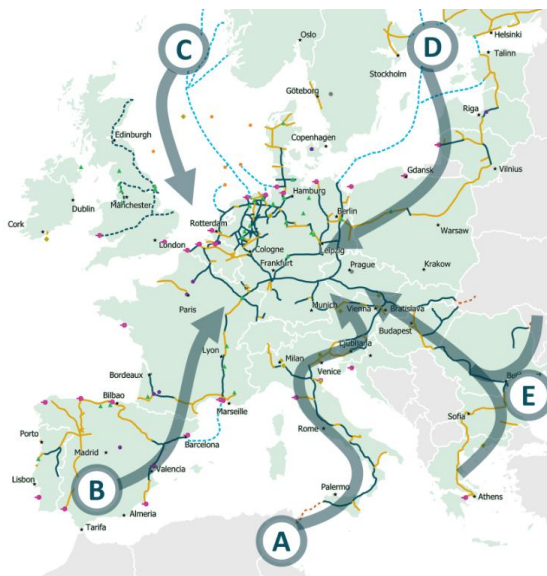 Helsinki
Oslo
C
D
Talinn
Stockholm
Göteborg
Riga
Edinburgh
Copenhagen
Vilnius
Gdansk
Dublin
Manchester
Hamburg
Berlin
Cork
Rotterdam
Warsaw
London
Leipzig
Cologne
Frankfurt
Prague
Krakow
Paris
Munich
Vienna
Bratislava
Budapest
Lyon
Ljubljana
Milan
Venice
Bordeaux
E
Bilbao
Marseille
Sofia
Porto
Rome
Madrid
Barcelona
Lisbon
B
Valencia
Palermo
Athens
Almeria
Tarifa
A